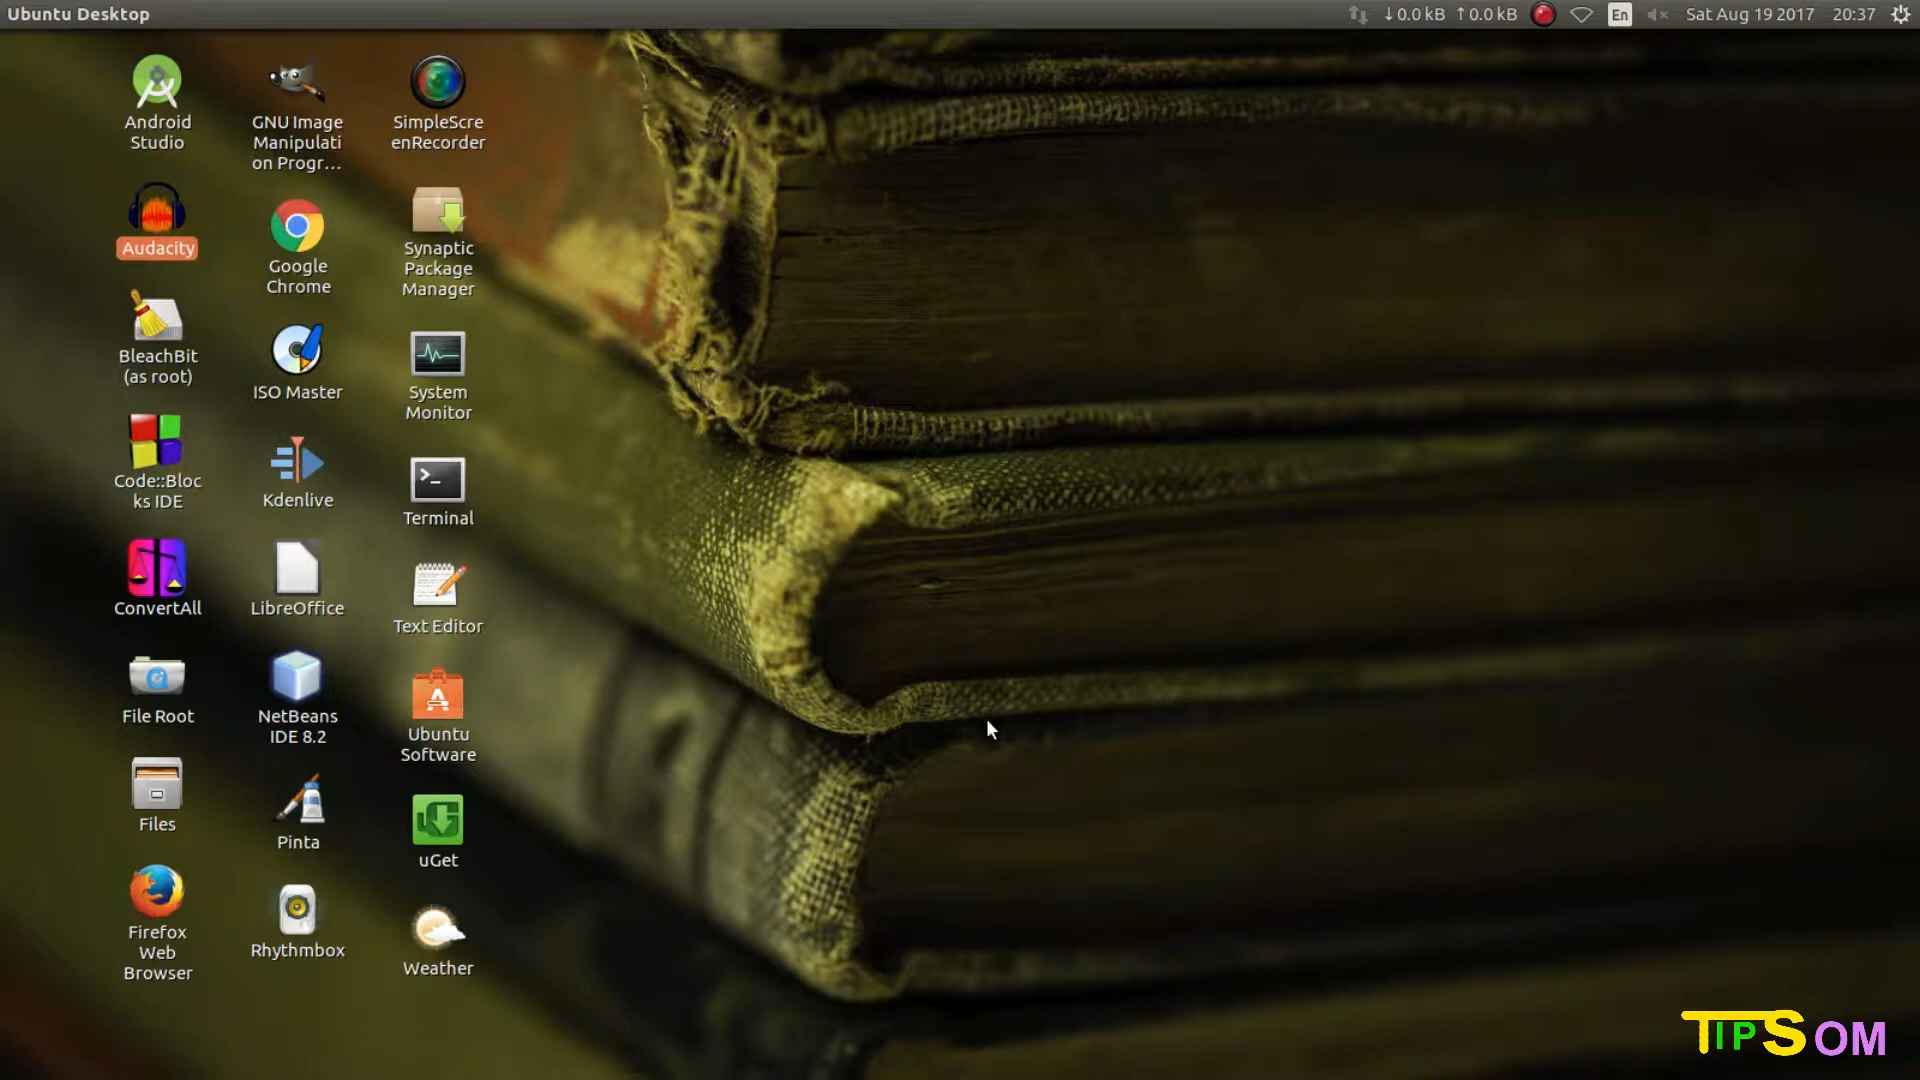 Ubuntu Desktop
↓0.0 kB ↑0.0 kB
En
Sat Aug 19 2017 20:37
Android
Studio
GNU Image
Manipulati
on Progr...
SimpleScre
enRecorder
Audacity
Google
Chrome
Synaptic
Package
Manager
BleachBit
(as root)
ISO Master
System
Monitor
Code::Bloc
ks IDE
Kdenlive
Terminal
ConvertAll
LibreOffice
Text Editor
File Root
NetBeans
IDE 8.2
Ubuntu
Software
Files
Pinta
uGet
Firefox
Web
Browser
Rhythmbox
Weather
TIPSOM